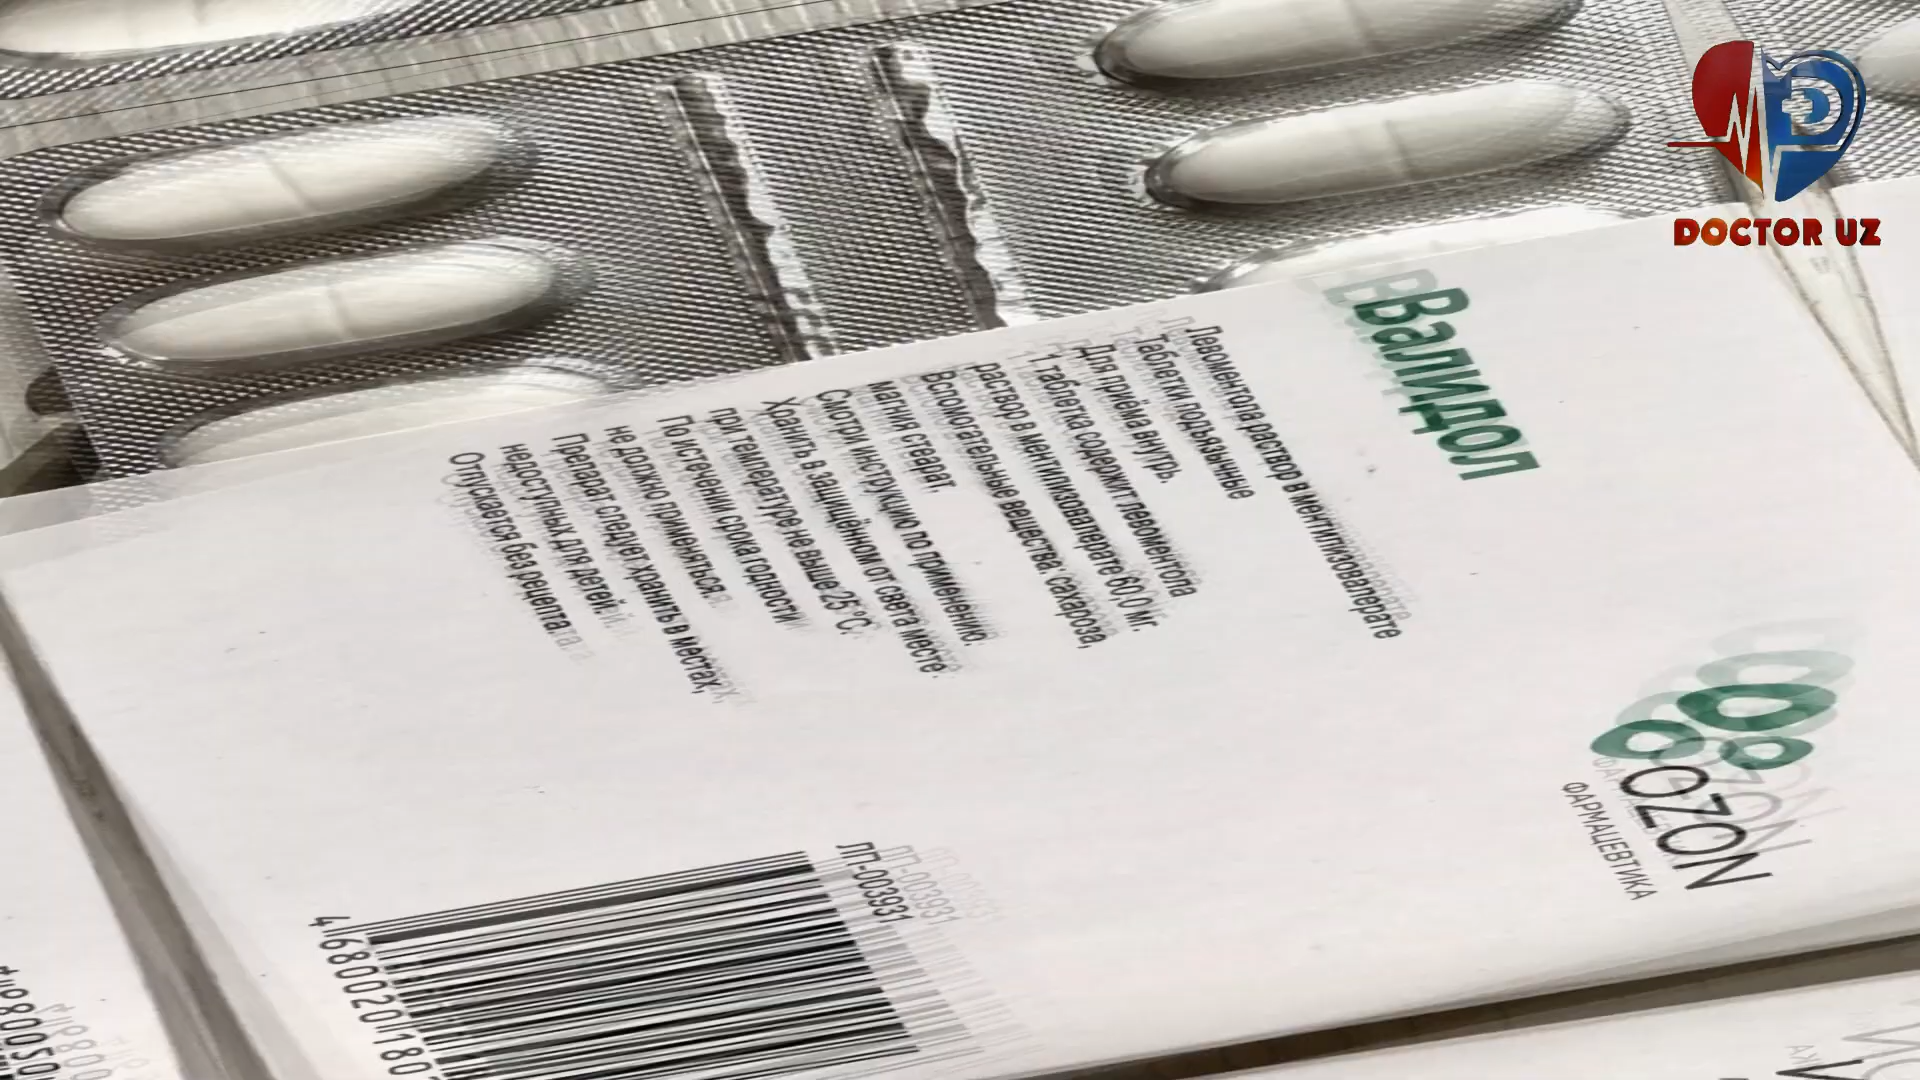 DOCTOR UZ
Валидол
Левоментола раствор в ментилизовалерате
Таблетки подъязычные
Для приёма внутрь.
1 таблетка содержит левоментола
раствор в ментилизовалерате 60,0 мг.
Вспомогательные вещества: сахароза,
магния стеарат.
Смотри инструкцию по применению.
Хранить в защищённом от света месте
при температуре не выше 25 °С.
По истечении срока годности
не должно применяться.
Препарат следует хранить в местах,
недоступных для детей.
Отпускается без рецепта.
OZON
ФАРМАЦЕВТИКА
ЛП-003931
4 680020 180